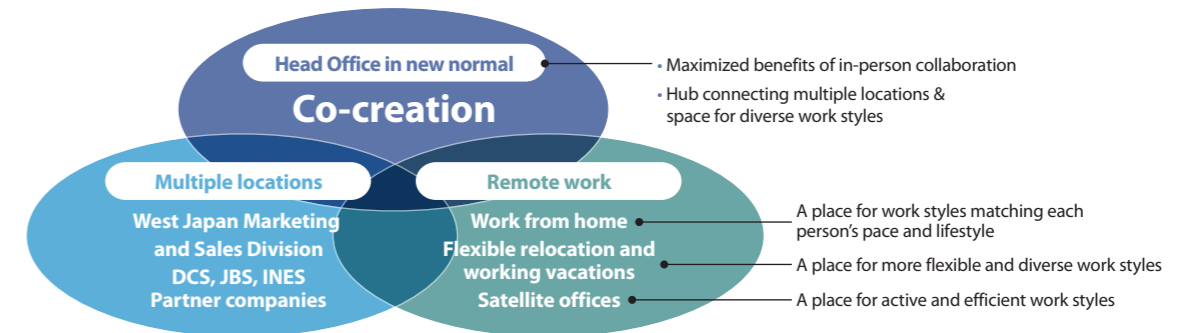 Head Office in new normal
Co-creation
• Maximized benefits of in-person collaboration
• Hub connecting multiple locations &
space for diverse work styles
Multiple locations
West Japan Marketing
and Sales Division
DCS, JBS, INES
Partner companies
Remote work
Work from home
Flexible relocation and
working vacations
Satellite offices
A place for work styles matching each
person’s pace and lifestyle
A place for more flexible and diverse work styles
A place for active and efficient work styles